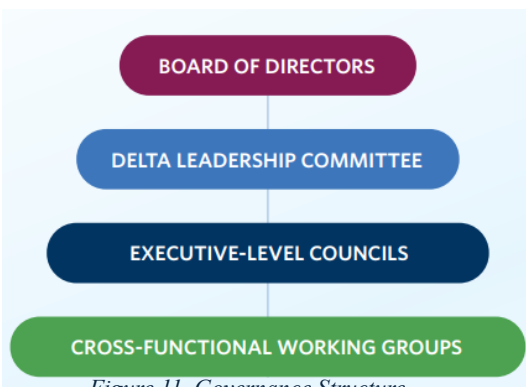 BOARD OF DIRECTORS
DELTA LEADERSHIP COMMITTEE
EXECUTIVE-LEVEL COUNCILS
CROSS-FUNCTIONAL WORKING GROUPS
Figure 11. Governance Structure